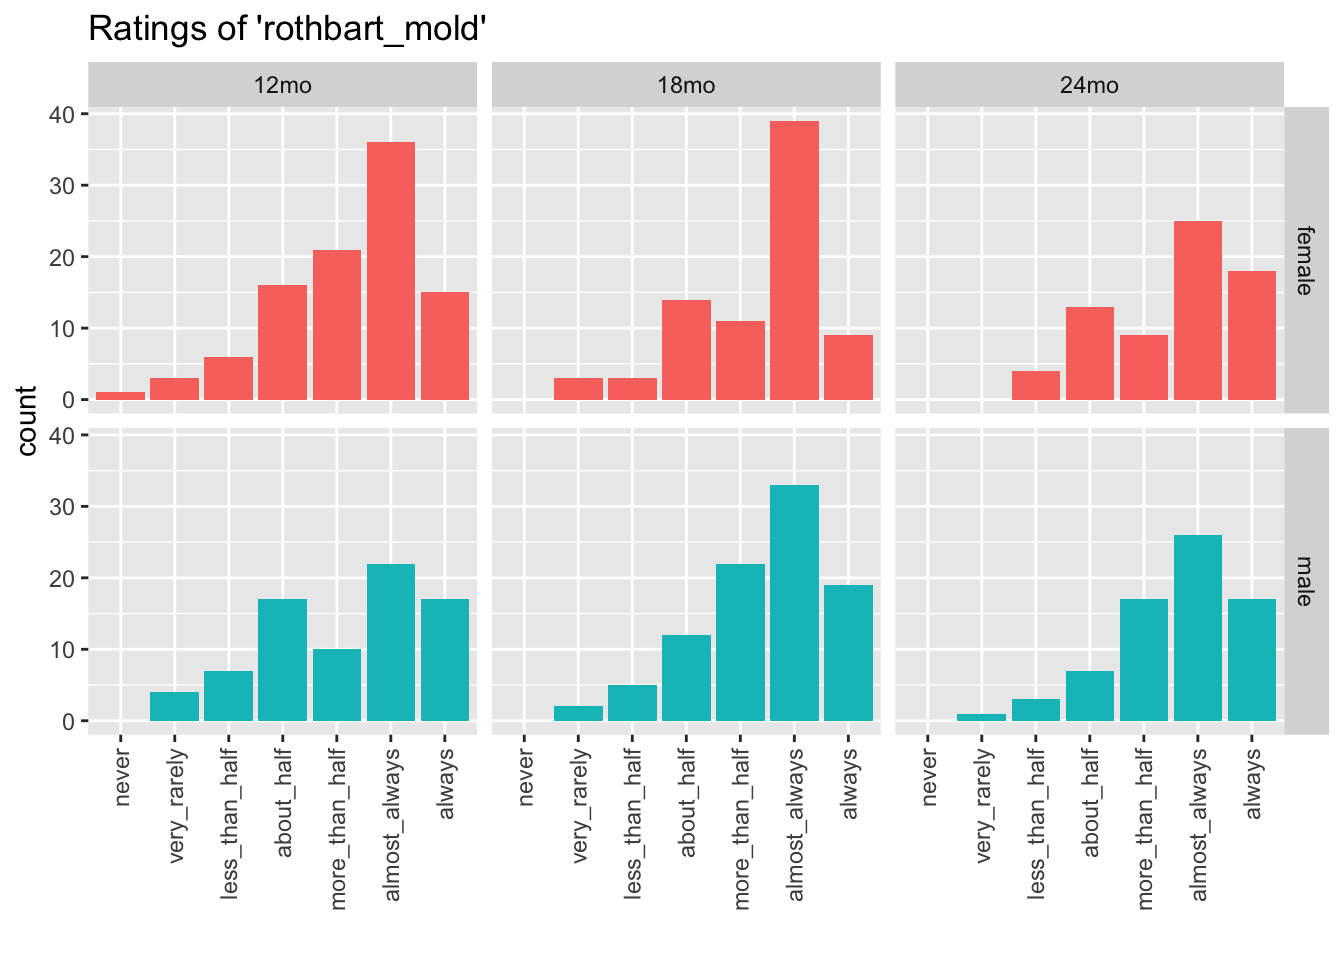 Ratings of 'rothbart_mold'
12mo 18mo 24mo
40
30
20
10
0
female
count
40
30
20
10
0
male
never very_rarely less_than_half about_half more_than_half almost_always always never very_rarely less_than_half about_half more_than_half almost_always always never very_rarely less_than_half about_half more_than_half almost_always always